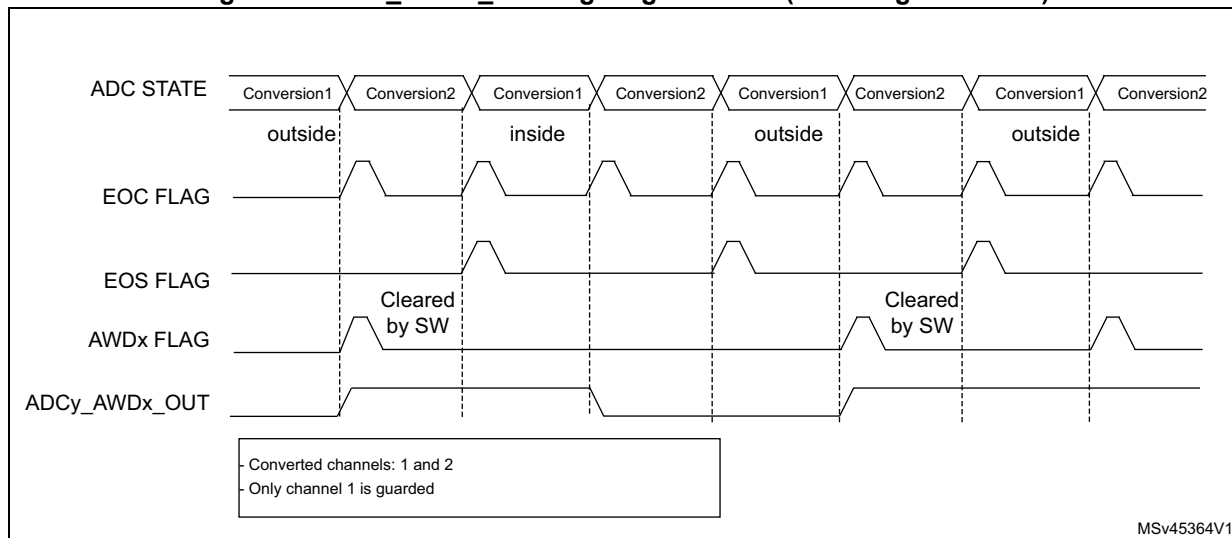 ADC STATE
Conversion1 Conversion2 Conversion1 Conversion2 Conversion1 Conversion2 Conversion1 Conversion2
outside inside outside outside
EOC FLAG
EOS FLAG
Cleared by SW
Cleared by SW
AWDx FLAG
ADCy_AWDx_OUT
- Converted channels: 1 and 2
- Only channel 1 is guarded
MSv45364V1